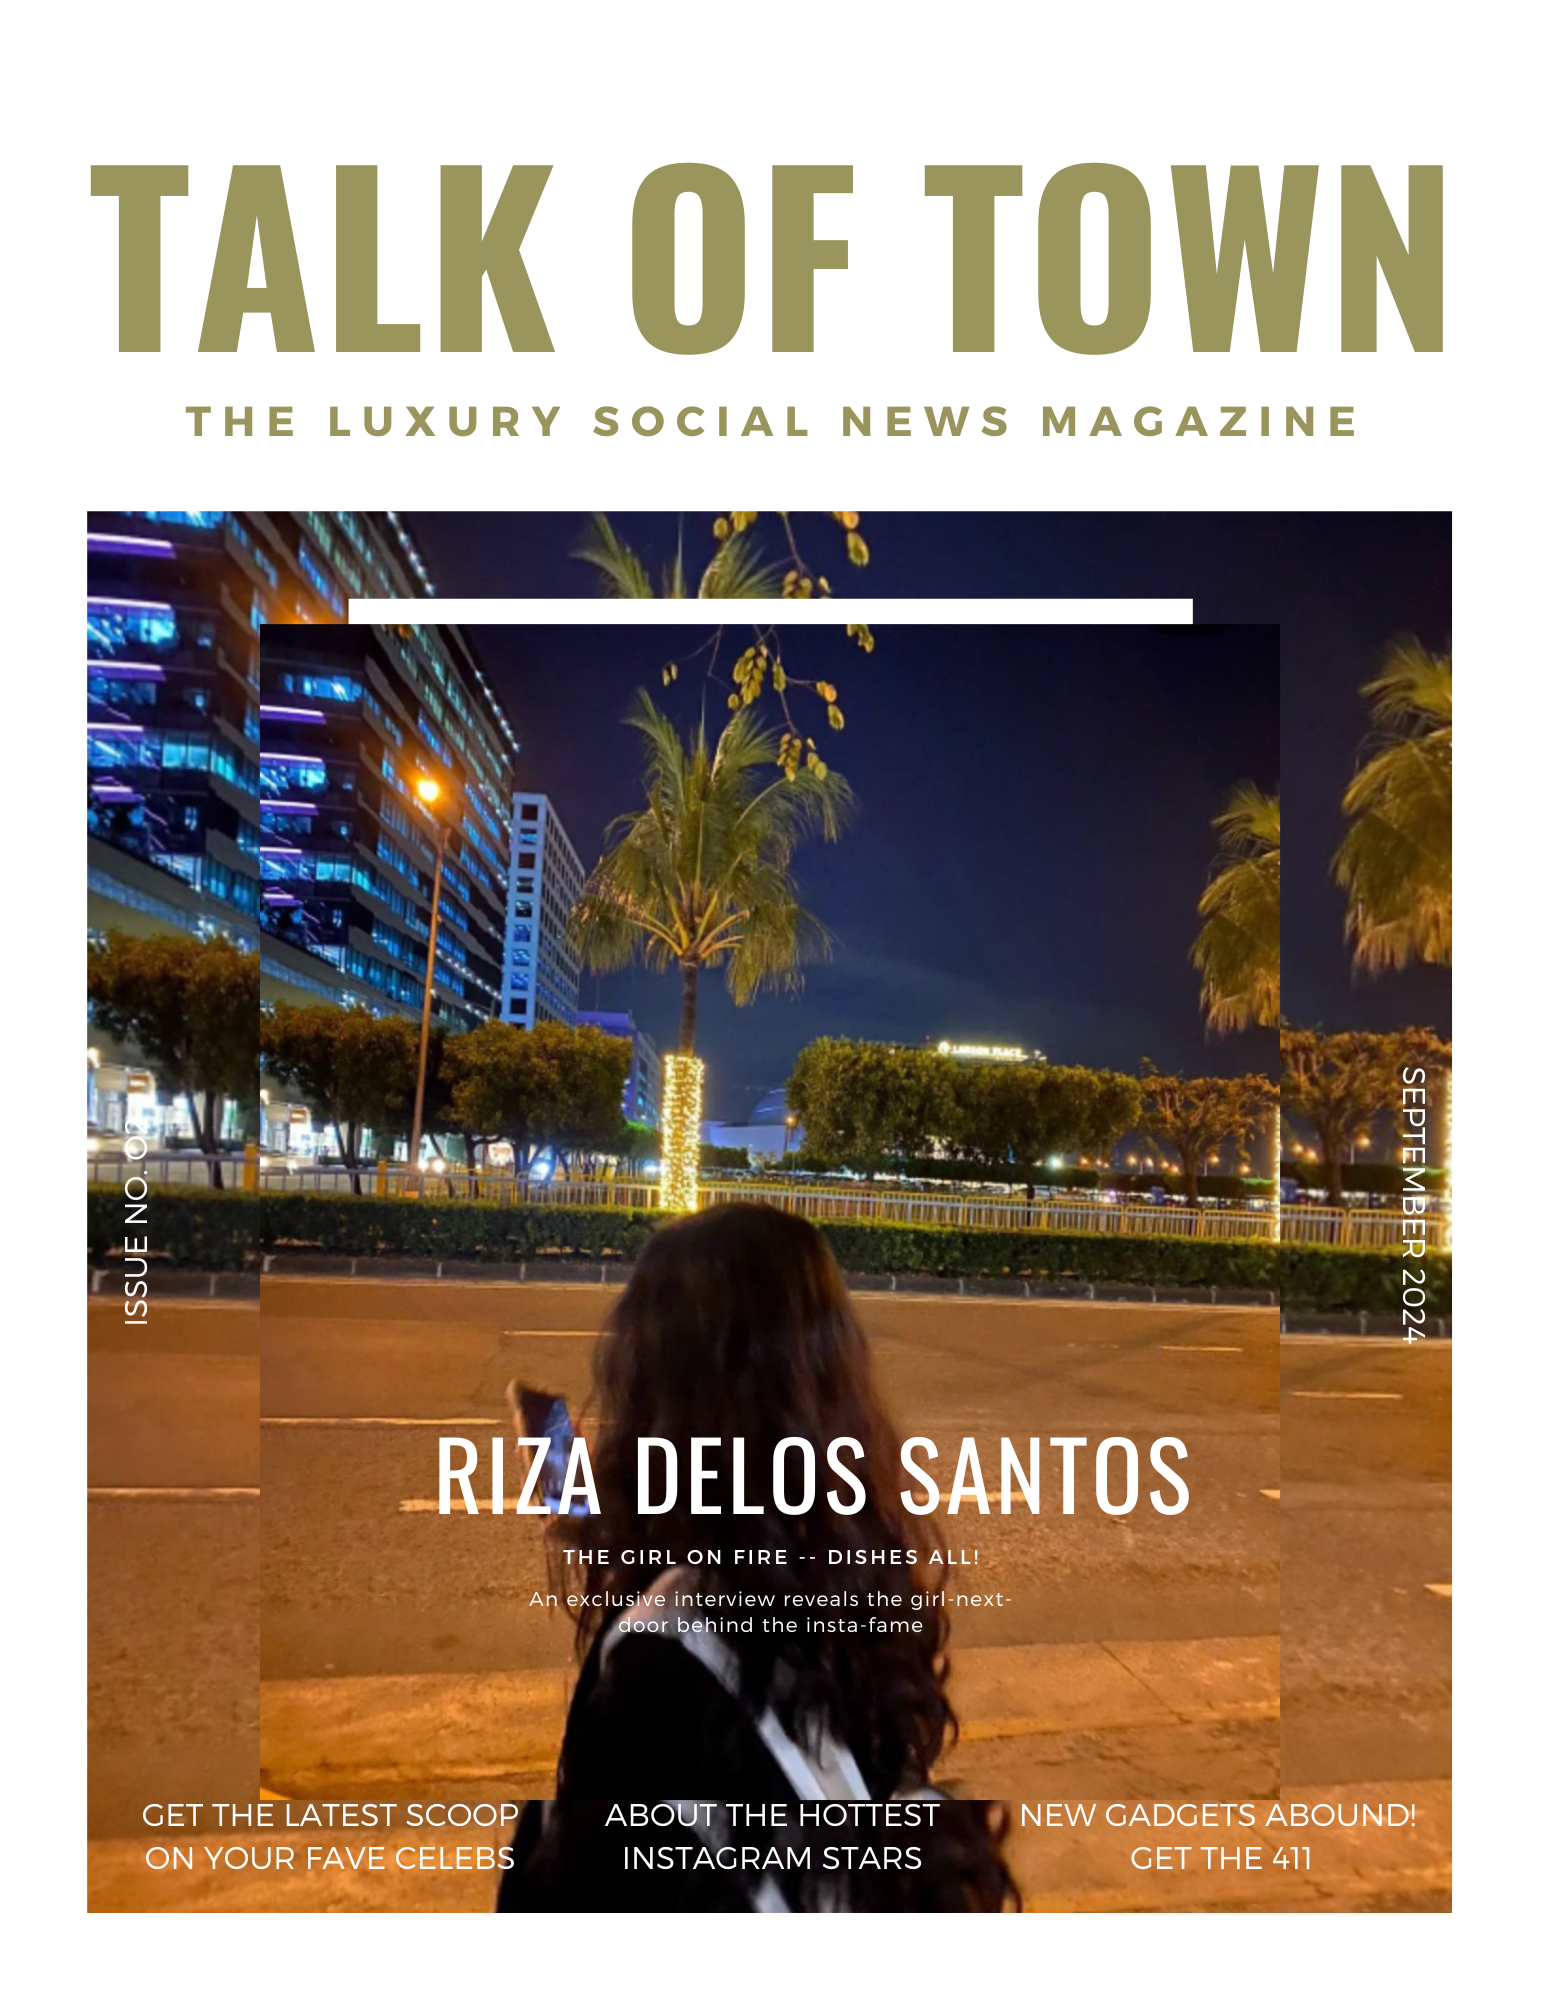 TALK OF TOWN
THE LUXURY SOCIAL NEWS MAGAZINE
ISSUE NO. 02
SEPTEMBER 2024
RIZA DELOS SANTOS
THE GIRL ON FIRE -- DISHES ALL!
An exclusive interview reveals the girl-next-
door behind the insta-fame
GET THE LATEST SCOOP
ON YOUR FAVE CELEBS
ABOUT THE HOTTEST
INSTAGRAM STARS
NEW GADGETS ABOUND!
GET THE 411